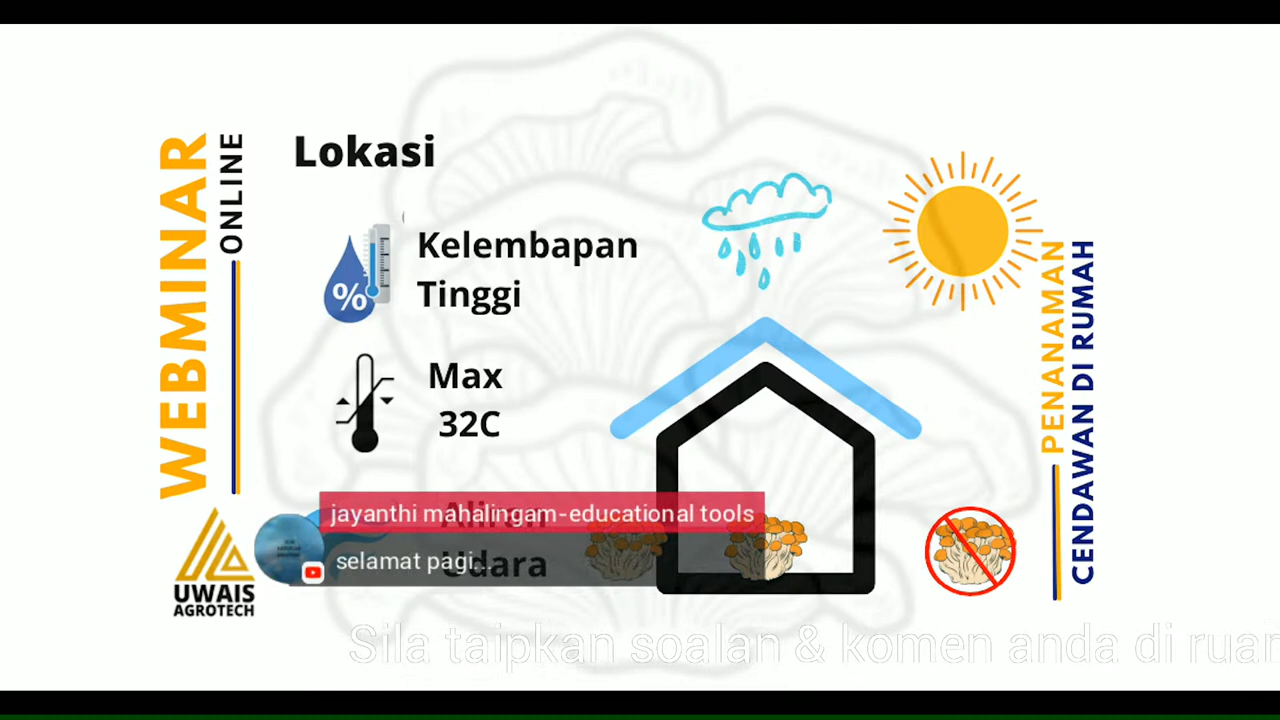 WEBMINAR
ONLINE
Lokasi
%
Kelembapan
Tinggi
Max
32C
Aliran
Udara
jayanthi mahalingam-educational tools
selamat pagi...
PENANAMAN
CENDAWAN DI RUMAH
UWAIS
AGROTECH
Sila taipkan soalan & komen anda di ruan